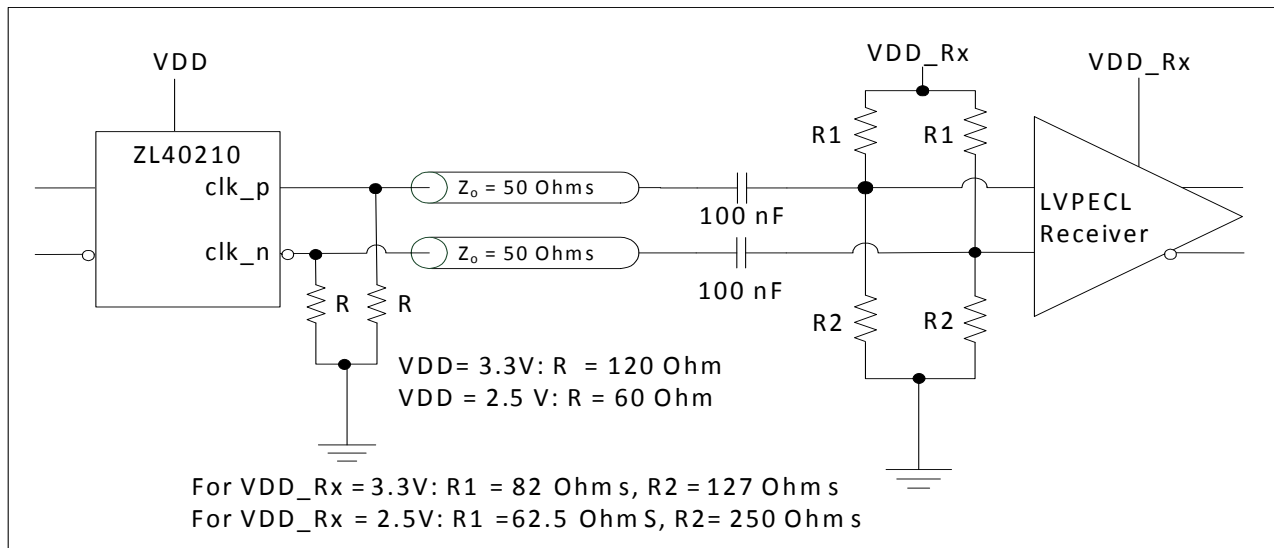 VDD
VDD_Rx
VDD_Rx
ZL40210
R1
R1
clk_p
Zo = 50 Ohms
100 nF
LVPECL
Receiver
clk_n
Zo = 50 Ohms
100 nF
R
R
R2
R2
VDD= 3.3V: R = 120 Ohm
VDD = 2.5 V: R = 60 Ohm
For VDD_Rx = 3.3V: R1 = 82 Ohms, R2 = 127 Ohms
For VDD_Rx = 2.5V: R1 =62.5 OhmS, R2= 250 Ohms